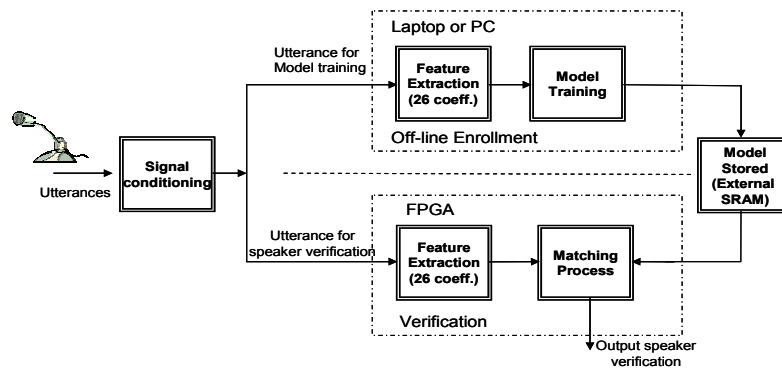 Laptop or PC
Utterance for
Model training
Feature
Extraction
(26 coeff.)
Model
Training
Off-line Enrollment
Utterances
Signal
conditioning
Model
Stored
(External
SRAM)
FPGA
Utterance for
speaker verification
Feature
Extraction
(26 coeff.)
Matching
Process
Verification
Output speaker
verification